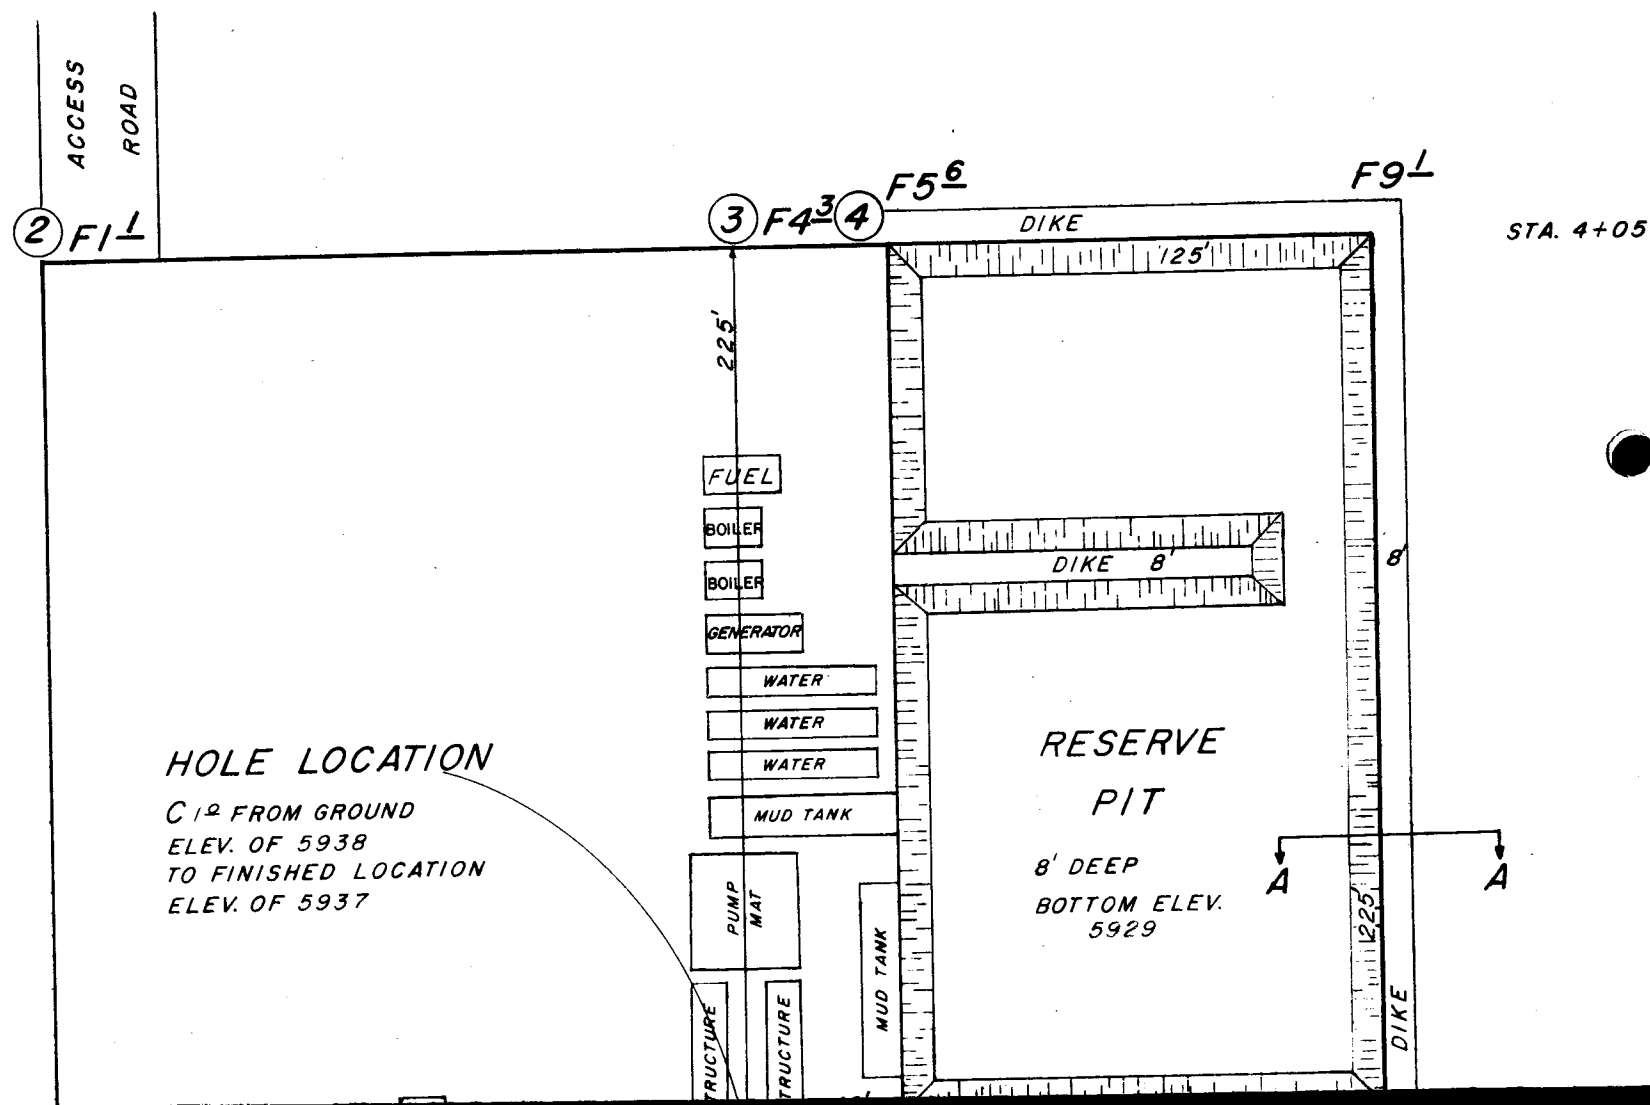 ACCESS
ROAD
2 F1 1
3 F4 3
4 F5 6
F9 1
DIKE
STA. 4+05
125'
225'
FUEL
BOILER
BOILER
GENERATOR
WATER
WATER
WATER
MUD TANK
PUMP
MAT
MUD TANK
TRUCTURE
TRUCTURE
DIKE 8'
8'
HOLE LOCATION
C 1º FROM GROUND
ELEV. OF 5938
TO FINISHED LOCATION
ELEV. OF 5937
RESERVE
PIT
8' DEEP
BOTTOM ELEV.
5929
A A
225'
DIKE